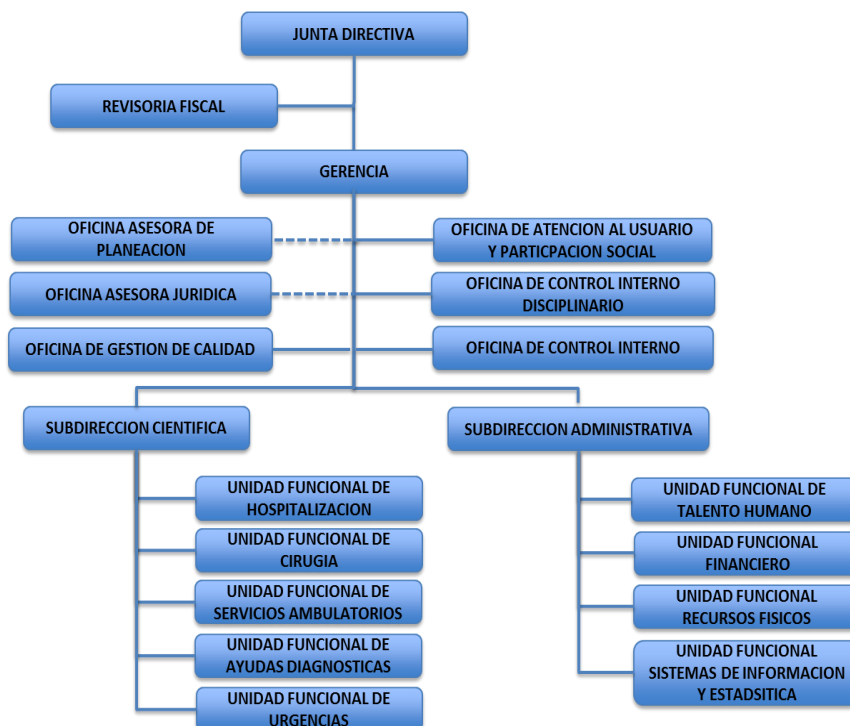 JUNTA DIRECTIVA
REVISORIA FISCAL
GERENCIA
OFICINA ASESORA DE
PLANEACION
OFICINA DE ATENCION AL USUARIO
Y PARTICPACION SOCIAL
OFICINA ASESORA JURIDICA
OFICINA DE CONTROL INTERNO
DISCIPLINARIO
OFICINA DE GESTION DE CALIDAD
OFICINA DE CONTROL INTERNO
SUBDIRECCION CIENTIFICA
SUBDIRECCION ADMINISTRATIVA
UNIDAD FUNCIONAL DE
HOSPITALIZACION
UNIDAD FUNCIONAL DE
CIRUGIA
UNIDAD FUNCIONAL DE
SERVICIOS AMBULATORIOS
UNIDAD FUNCIONAL DE
AYUDAS DIAGNOSTICAS
UNIDAD FUNCIONAL DE
URGENCIAS
UNIDAD FUNCIONAL DE
TALENTO HUMANO
UNIDAD FUNCIONAL
FINANCIERO
UNIDAD FUNCIONAL
RECURSOS FISICOS
UNIDAD FUNCIONAL
SISTEMAS DE INFORMACION
Y ESTADSITICA